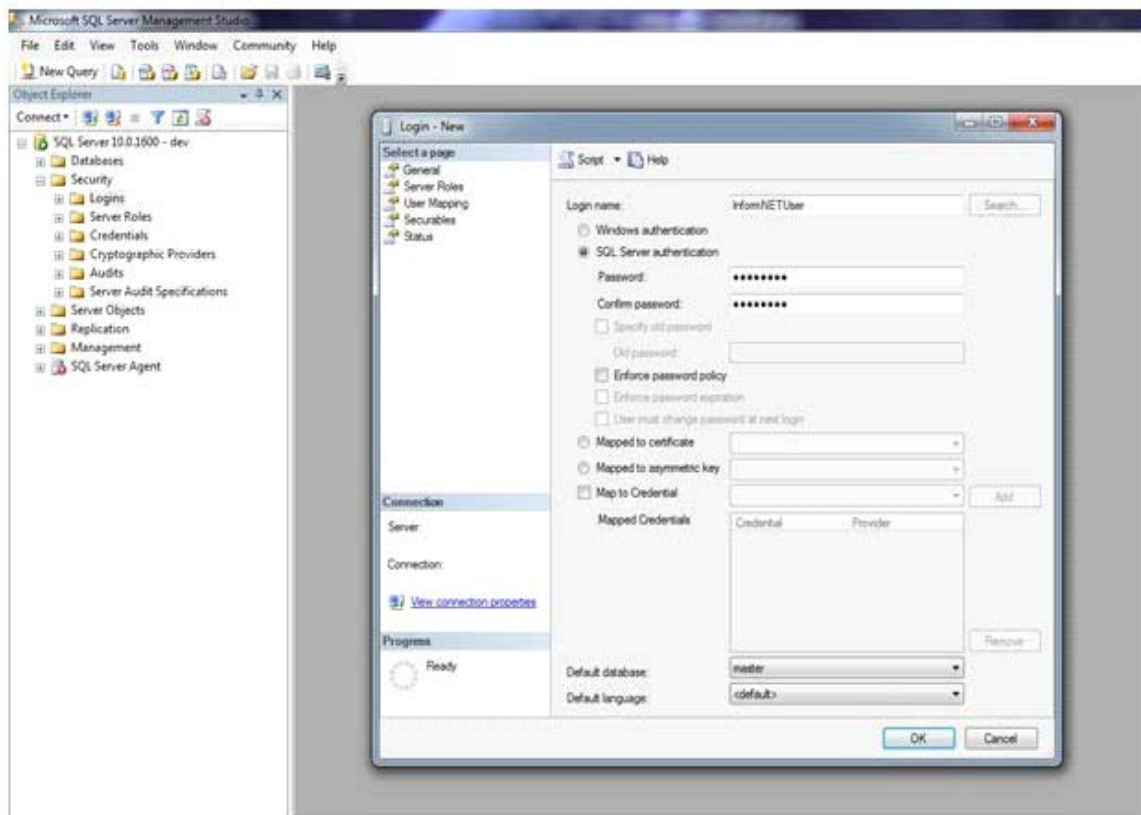 Microsoft SQL Server Management Studio
File Edit View Tools Window Community Help
New Query
Object Explorer
Connect
SQL Server 10.0.1600 - dev
Databases
Security
Logins
Server Roles
Credentials
Cryptographic Providers
Audits
Server Audit Specifications
Server Objects
Replication
Management
SQL Server Agent
Login - New
Select a page
General
Server Roles
User Mapping
Securables
Status
Connection
Server:
Connection:
View connection properties
Progress
Ready
Script Help
Login name: InformNETUser Search...
Windows authentication
SQL Server authentication
Password: ••••••••
Confirm password: ••••••••
Specify old password
Old password:
Enforce password policy
Enforce password expiration
User must change password at next login
Mapped to certificate
Mapped to asymmetric key
Map to Credential Add
Mapped Credentials Credential Provider
Remove
Default database: master
Default language: <default>
OK Cancel